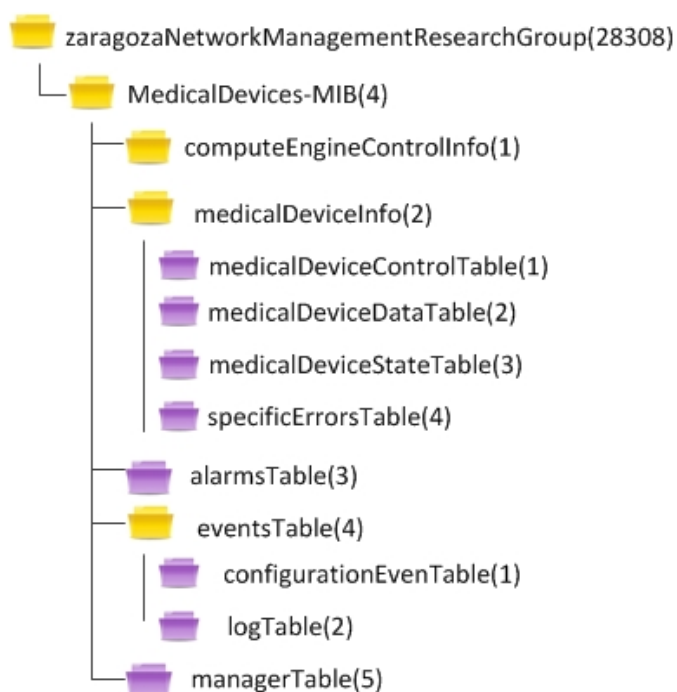 zaragozaNetworkManagementResearchGroup(28308)
MedicalDevices-MIB(4)
computeEngineControlInfo(1)
medicalDeviceInfo(2)
medicalDeviceControlTable(1)
medicalDeviceDataTable(2)
medicalDeviceStateTable(3)
specificErrorsTable(4)
alarmsTable(3)
eventsTable(4)
configurationEvenTable(1)
logTable(2)
managerTable(5)